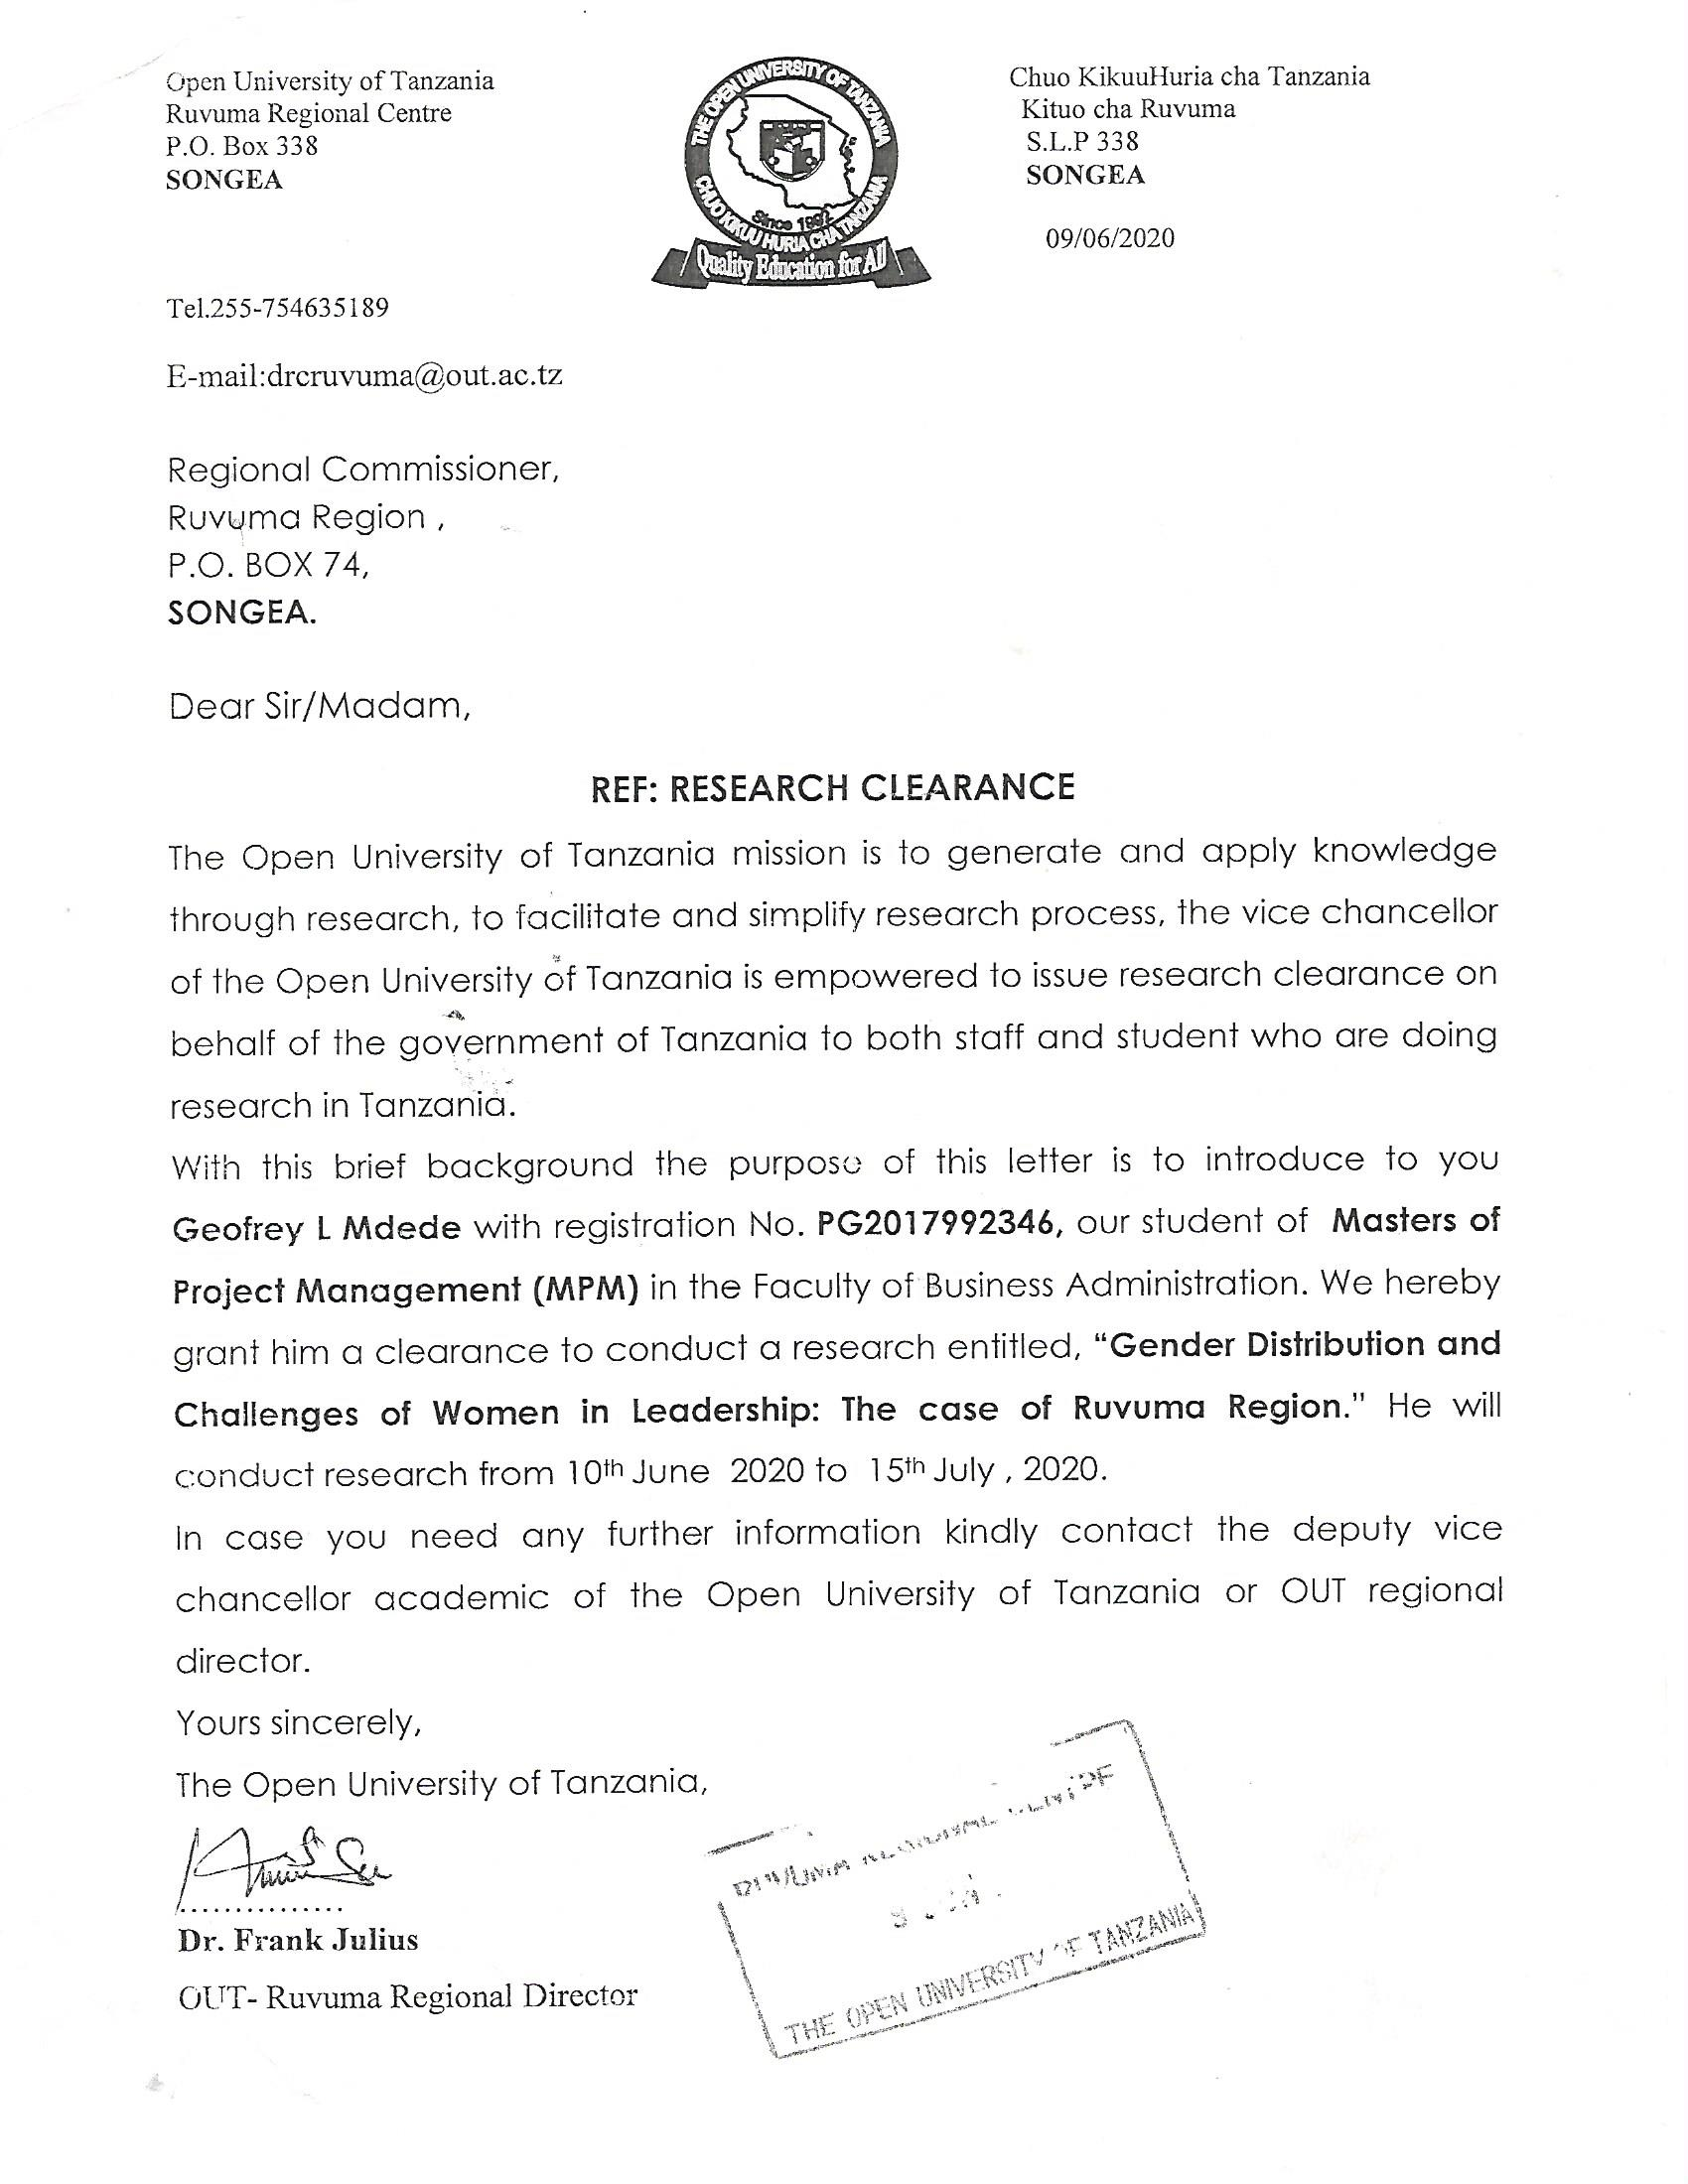 Open University of Tanzania
Ruvuma Regional Centre
P.O. Box 338
SONGEA
THE OPEN UNIVERSITY OF TANZANIA
CHUO KIKUU HURIA CHA TANZANIA
Since 1992
Quality Education for All
Chuo KikuuHuria cha Tanzania
Kituo cha Ruvuma
S.L.P 338
SONGEA
09/06/2020
Tel.255-754635189
E-mail:drcruvuma@out.ac.tz
Regional Commissioner,
Ruvuma Region ,
P.O. BOX 74,
SONGEA.
Dear Sir/Madam,
REF: RESEARCH CLEARANCE
The Open University of Tanzania mission is to generate and apply knowledge
through research, to facilitate and simplify research process, the vice chancellor
of the Open University of Tanzania is empowered to issue research clearance on
behalf of the government of Tanzania to both staff and student who are doing
research in Tanzania.
With this brief background the purpose of this letter is to introduce to you
Geofrey L Mdede with registration No. PG2017992346, our student of Masters of
Project Management (MPM) in the Faculty of Business Administration. We hereby
grant him a clearance to conduct a research entitled, “Gender Distribution and
Challenges of Women in Leadership: The case of Ruvuma Region.” He will
conduct research from 10th June 2020 to 15th July , 2020.
In case you need any further information kindly contact the deputy vice
chancellor academic of the Open University of Tanzania or OUT regional
director.
Yours sincerely,
The Open University of Tanzania,
...............
Dr. Frank Julius
OUT- Ruvuma Regional Director
RUVUMA REGIONAL CENTRE
THE OPEN UNIVERSITY OF TANZANIA